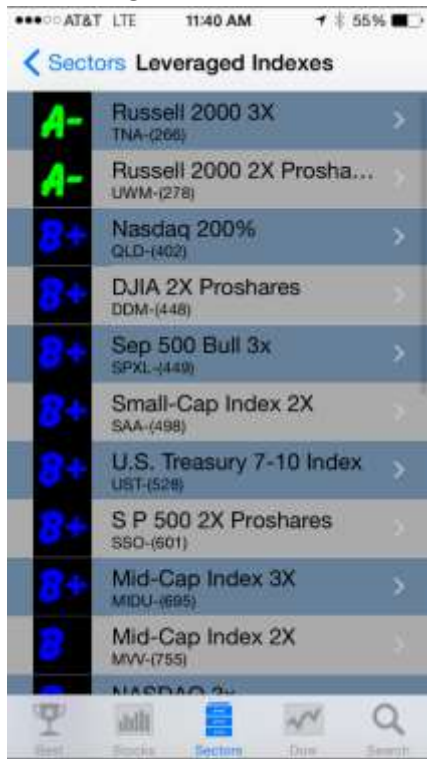 AT&T LTE 11:40 AM 55%
Sectors Leveraged Indexes
A- Russell 2000 3X
TNA-(266)
A- Russell 2000 2X Prosha...
UWM-(278)
B+ Nasdaq 200%
QLD-(402)
B+ DJIA 2X Proshares
DDM-(448)
B+ Sep 500 Bull 3x
SPXL-(449)
B+ Small-Cap Index 2X
SAA-(498)
B+ U.S. Treasury 7-10 Index
UST-(528)
B+ S P 500 2X Proshares
SSO-(601)
B+ Mid-Cap Index 3X
MIDU-(695)
B Mid-Cap Index 2X
MVV-(755)
NASDAQ 3x
Best Stocks Sectors Dow Search